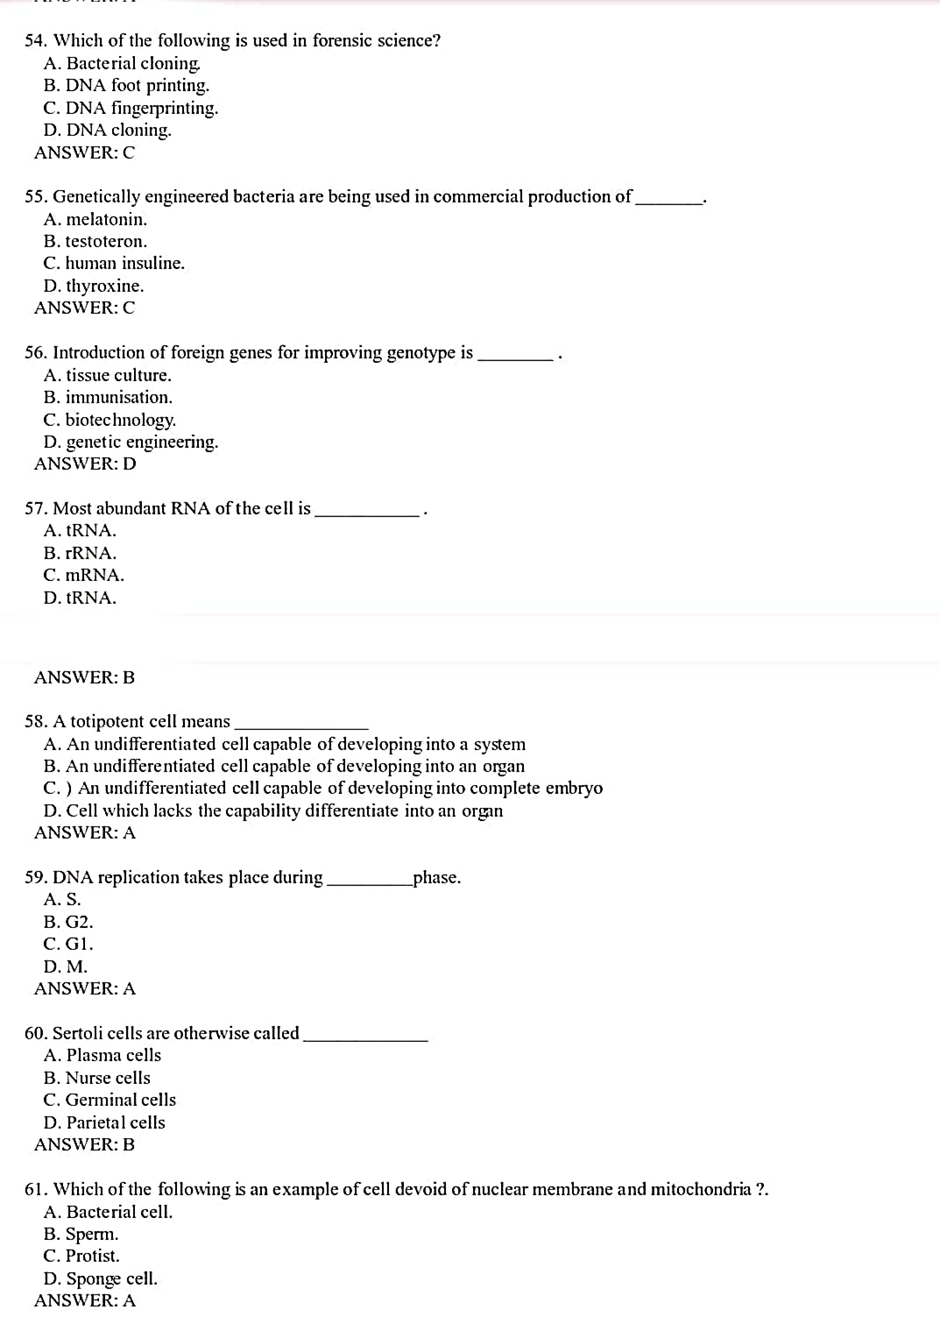 54. Which of the following is used in forensic science?
A. Bacterial cloning.
B. DNA foot printing.
C. DNA fingerprinting.
D. DNA cloning.
ANSWER: C
55. Genetically engineered bacteria are being used in commercial production of_______.
A. melatonin.
B. testoteron.
C. human insuline.
D. thyroxine.
ANSWER: C
56. Introduction of foreign genes for improving genotype is ________ .
A. tissue culture.
B. immunisation.
C. biotechnology.
D. genetic engineering.
ANSWER: D
57. Most abundant RNA of the cell is ___________ .
A. tRNA.
B. rRNA.
C. mRNA.
D. tRNA.
ANSWER: B
58. A totipotent cell means ______________
A. An undifferentiated cell capable of developing into a system
B. An undifferentiated cell capable of developing into an organ
C. ) An undifferentiated cell capable of developing into complete embryo
D. Cell which lacks the capability differentiate into an organ
ANSWER: A
59. DNA replication takes place during _________phase.
A. S.
B. G2.
C. G1.
D. M.
ANSWER: A
60. Sertoli cells are otherwise called _____________
A. Plasma cells
B. Nurse cells
C. Germinal cells
D. Parietal cells
ANSWER: B
61. Which of the following is an example of cell devoid of nuclear membrane and mitochondria ?.
A. Bacterial cell.
B. Sperm.
C. Protist.
D. Sponge cell.
ANSWER: A